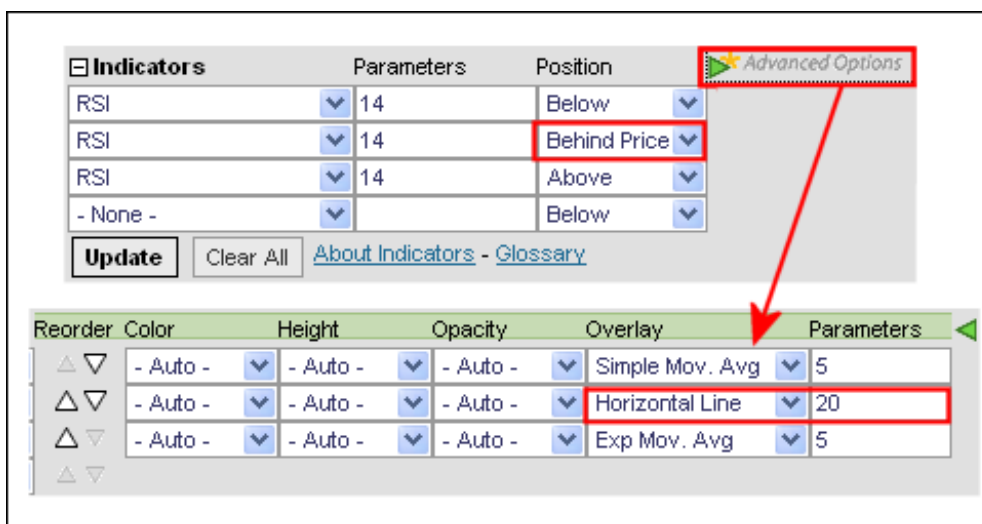 Indicators Parameters Position Advanced Options
RSI 14 Below
RSI 14 Behind Price
RSI 14 Above
- None - Below
Update Clear All About Indicators - Glossary
Reorder Color Height Opacity Overlay Parameters
- Auto - - Auto - - Auto - Simple Mov. Avg 5
- Auto - - Auto - - Auto - Horizontal Line 20
- Auto - - Auto - - Auto - Exp Mov. Avg 5